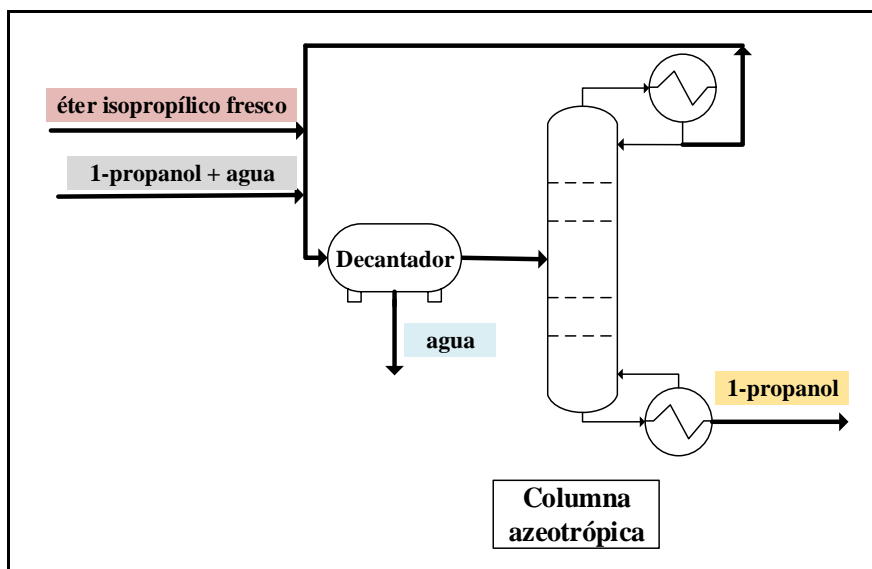 éter isopropílico fresco
1-propanol + agua
Decantador
agua
1-propanol
Columna
azeotrópica